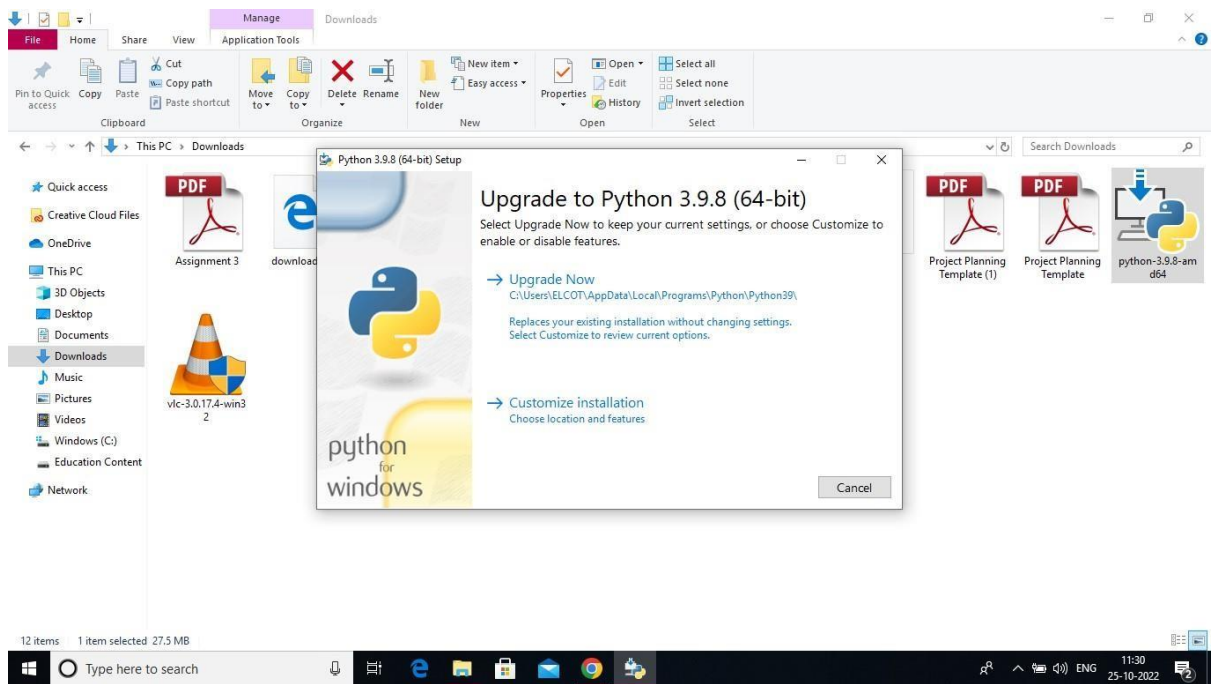 Manage
Downloads
File
Home
Share
View
Application Tools
Pin to Quick
access
Copy
Paste
Cut
Copy path
Paste shortcut
Clipboard
Move
to
Copy
to
Delete
Rename
Organize
New
folder
New item
Easy access
New
Properties
Open
Edit
History
Open
Select all
Select none
Invert selection
Select
This PC
Downloads
Search Downloads
Quick access
Creative Cloud Files
OneDrive
This PC
3D Objects
Desktop
Documents
Downloads
Music
Pictures
Videos
Windows (C:)
Education Content
Network
PDF
Assignment 3
download
vlc-3.0.17.4-win3
2
Python 3.9.8 (64-bit) Setup
Upgrade to Python 3.9.8 (64-bit)
Select Upgrade Now to keep your current settings, or choose Customize to
enable or disable features.
Upgrade Now
C:\Users\ELCOT\AppData\Local\Programs\Python\Python39\
Replaces your existing installation without changing settings.
Select Customize to review current options.
Customize installation
Choose location and features
python
for
windows
Cancel
PDF
Project Planning
Template (1)
PDF
Project Planning
Template
python-3.9.8-am
d64
12 items
1 item selected 27.5 MB
Type here to search
ENG
11:30
25-10-2022
2